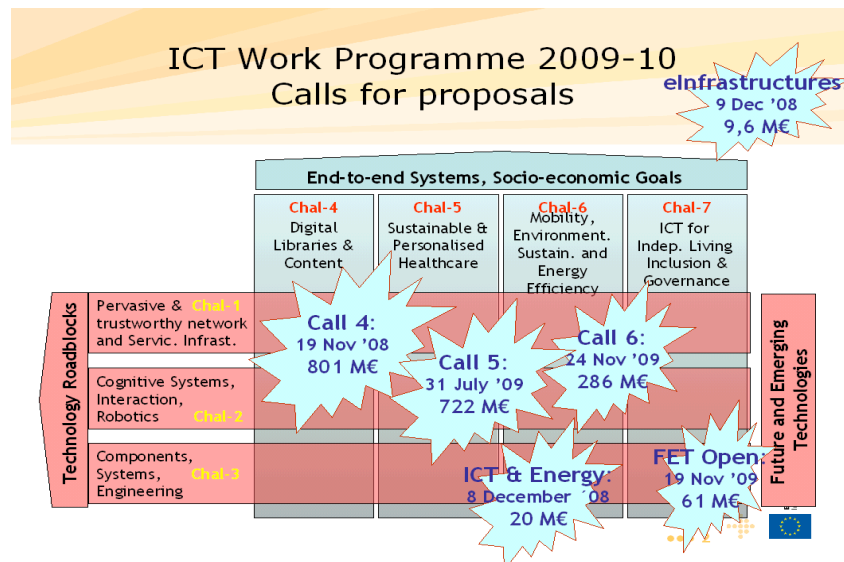 ICT Work Programme 2009-10
Calls for proposals
eInfrastructures
9 Dec '08
9,6 M€
End-to-end Systems, Socio-economic Goals
Chal-4
Digital
Libraries &
Content
Chal-5
Sustainable &
Personalised
Healthcare
Chal-6
Mobility,
Environment.
Sustain. and
Energy
Efficiency
Chal-7
ICT for
Indep. Living
Inclusion &
Governance
Technology Roadblocks
Pervasive & Chal-1
trustworthy network
and Servic. Infrast.
Cognitive Systems,
Interaction,
Robotics Chal-2
Components,
Systems, Chal-3
Engineering
Call 4:
19 Nov '08
801 M€
Call 5:
31 July '09
722 M€
Call 6:
24 Nov '09
286 M€
ICT & Energy:
8 December '08
20 M€
FET Open:
19 Nov '09
61 M€
Future and Emerging
Technologies